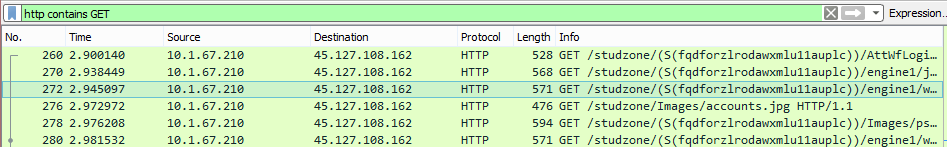 http contains GET Expression...
No. Time Source Destination Protocol Length Info
260 2.900140 10.1.67.210 45.127.108.162 HTTP 528 GET /studzone/(S(fqdforzlrodawxmlu11auplc))/AttWfLogi
270 2.938449 10.1.67.210 45.127.108.162 HTTP 568 GET /studzone/(S(fqdforzlrodawxmlu11auplc))/engine1/j
272 2.945097 10.1.67.210 45.127.108.162 HTTP 571 GET /studzone/(S(fqdforzlrodawxmlu11auplc))/engine1/w
276 2.972972 10.1.67.210 45.127.108.162 HTTP 476 GET /studzone/Images/accounts.jpg HTTP/1.1
278 2.976208 10.1.67.210 45.127.108.162 HTTP 594 GET /studzone/(S(fqdforzlrodawxmlu11auplc))/Images/ps
280 2.981532 10.1.67.210 45.127.108.162 HTTP 571 GET /studzone/(S(fqdforzlrodawxmlu11auplc))/engine1/w